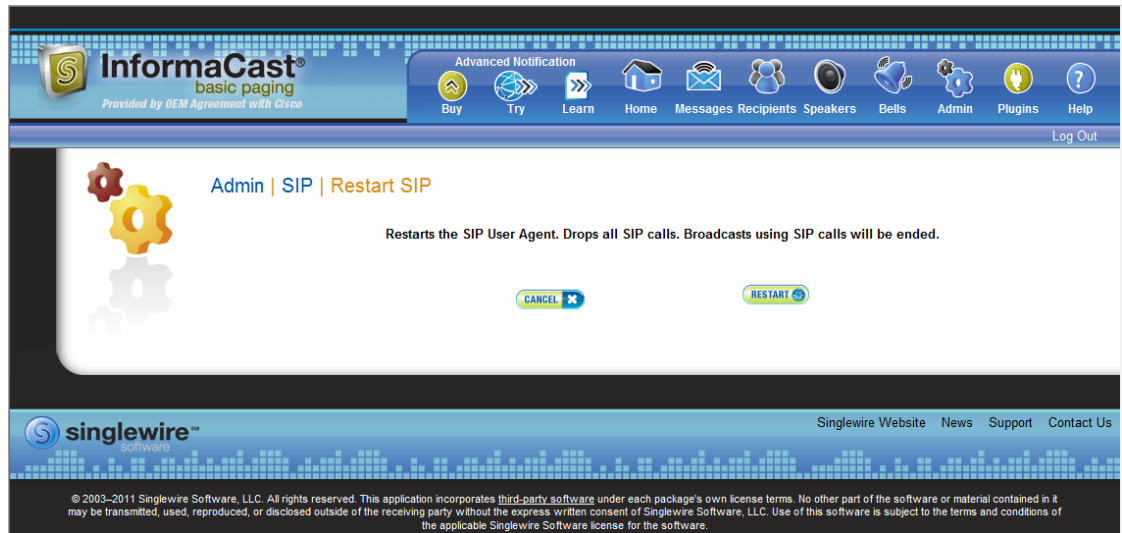 InformaCast®
basic paging
Provided by OEM Agreement with Cisco
Advanced Notification
Buy Try Learn Home Messages Recipients Speakers Bells Admin Plugins Help
Log Out
Admin | SIP | Restart SIP
Restarts the SIP User Agent. Drops all SIP calls. Broadcasts using SIP calls will be ended.
CANCEL RESTART
singlewire℠
software
Singlewire Website News Support Contact Us
© 2003–2011 Singlewire Software, LLC. All rights reserved. This application incorporates third-party software under each package's own license terms. No other part of the software or material contained in it
may be transmitted, used, reproduced, or disclosed outside of the receiving party without the express written consent of Singlewire Software, LLC. Use of this software is subject to the terms and conditions of
the applicable Singlewire Software license for the software.